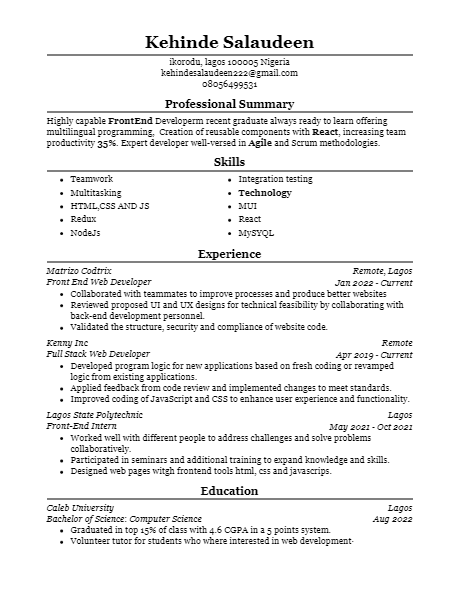 Kehinde Salaudeen
ikorodu, lagos 100005 Nigeria
kehindesalaudeen222@gmail.com
08056499531
Professional Summary
Highly capable FrontEnd Developerm recent graduate always ready to learn offering
multilingual programming,  Creation of reusable components with React, increasing team
productivity 35%. Expert developer well-versed in Agile and Scrum methodologies.
Skills
• Teamwork
• Multitasking
• HTML,CSS AND JS
• Redux
• NodeJs
• Integration testing
• Technology
• MUI
• React
• MySYQL
Experience
Matrizo Codtrix Remote, Lagos
Front End Web Developer Jan 2022 - Current
• Collaborated with teammates to improve processes and produce better websites
• Reviewed proposed UI and UX designs for technical feasibility by collaborating with
back-end development personnel.
• Validated the structure, security and compliance of website code.
Kenny Inc Remote
Full Stack Web Developer Apr 2019 - Current
• Developed program logic for new applications based on fresh coding or revamped
logic from existing applications.
• Applied feedback from code review and implemented changes to meet standards.
• Improved coding of JavaScript and CSS to enhance user experience and functionality.
Lagos State Polytechnic Lagos
Front-End Intern May 2021 - Oct 2021
• Worked well with different people to address challenges and solve problems
collaboratively.
• Participated in seminars and additional training to expand knowledge and skills.
• Designed web pages witgh frontend tools html, css and javascrips.
Education
Caleb University Lagos
Bachelor of Science: Computer Science Aug 2022
• Graduated in top 15% of class with 4.6 CGPA in a 5 points system.
• Volunteer tutor for students who where interested in web development·